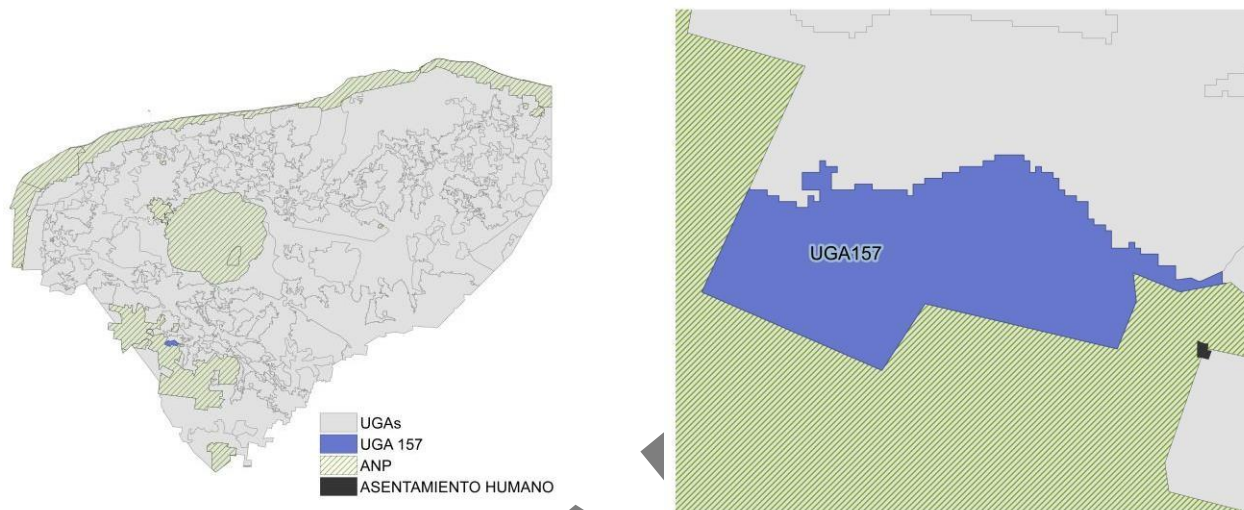 UGAs
UGA 157
ANP
ASENTAMIENTO HUMANO
UGA157